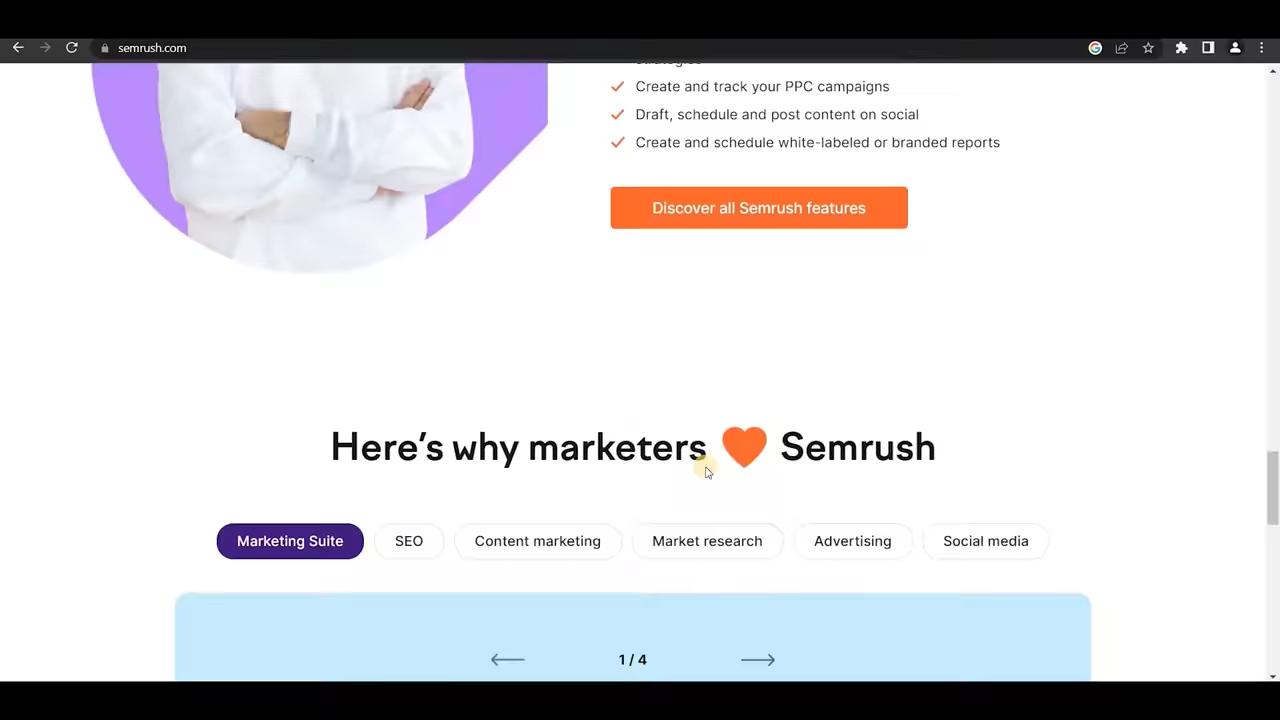 semrush.com
Create and track your PPC campaigns
Draft, schedule and post content on social
Create and schedule white-labeled or branded reports
Discover all Semrush features
Here's why marketers 🧡 Semrush
Marketing Suite SEO Content marketing Market research Advertising Social media
1 / 4